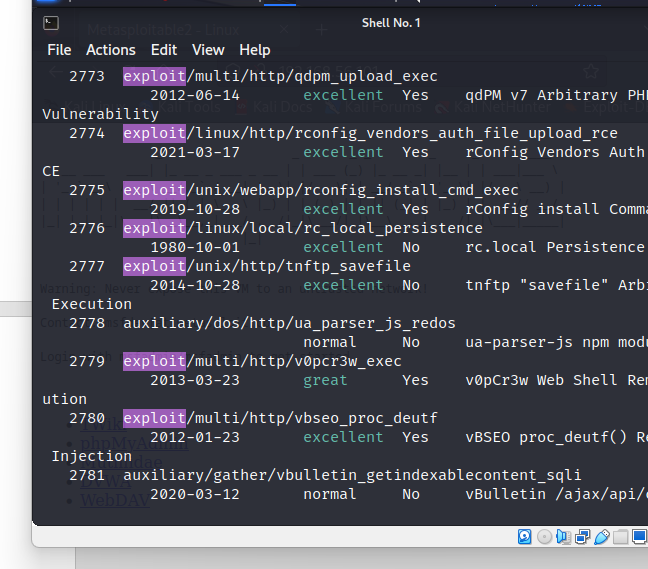 Metasploitable2 - Linux
Shell No. 1
File Actions Edit View Help
2773 exploit/multi/http/qdpm_upload_exec
2012-06-14 excellent Yes qdPM v7 Arbitrary PH
Vulnerability
2774 exploit/linux/http/rconfig_vendors_auth_file_upload_rce
2021-03-17 excellent Yes rConfig Vendors Auth
CE
2775 exploit/unix/webapp/rconfig_install_cmd_exec
2019-10-28 excellent Yes rConfig install Comma
2776 exploit/linux/local/rc_local_persistence
1980-10-01 excellent No rc.local Persistence
2777 exploit/unix/http/tnftp_savefile
2014-10-28 excellent No tnftp "savefile" Arbi
Execution
2778 auxiliary/dos/http/ua_parser_js_redos
normal No ua-parser-js npm modu
2779 exploit/multi/http/v0pcr3w_exec
2013-03-23 great Yes v0pCr3w Web Shell Rem
ution
2780 exploit/multi/http/vbseo_proc_deutf
2012-01-23 excellent Yes vBSEO proc_deutf() Re
Injection
2781 auxiliary/gather/vbulletin_getindexablecontent_sqli
2020-03-12 normal No vBulletin /ajax/api/c
WebDAV